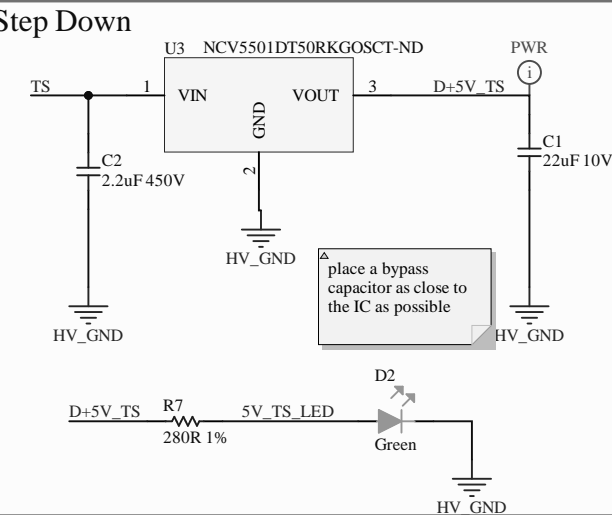 Step Down
U3 NCV5501DT50RKGOSCT-ND
PWR
i
TS
1
VIN
VOUT
3
D+5V_TS
GND
2
C2
2.2uF 450V
C1
22uF 10V
HV_GND
place a bypass
capacitor as close to
the IC as possible
HV_GND
HV_GND
D2
D+5V_TS
R7
5V_TS_LED
280R 1%
Green
HV_GND